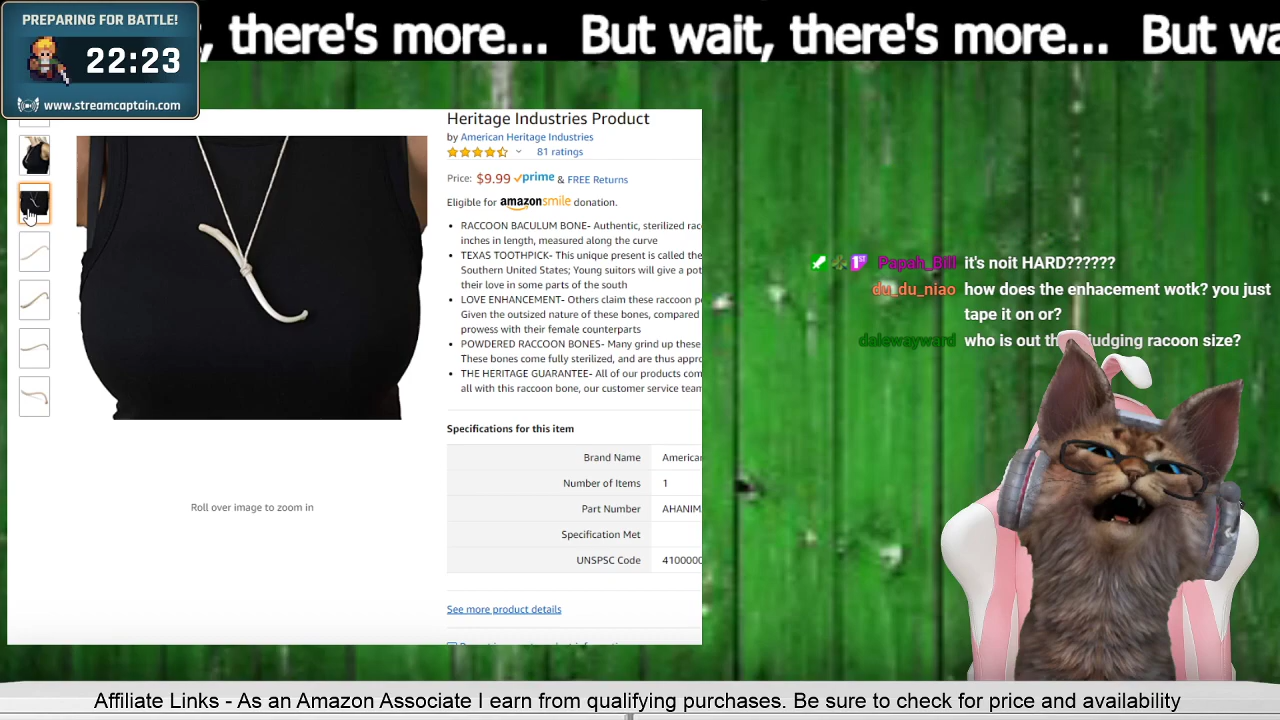 PREPARING FOR BATTLE!
22:23
www.streamcaptain.com
, there's more...   But wait, there's more...   But wa
Heritage Industries Product
by American Heritage Industries
81 ratings
Price: $9.99 prime & FREE Returns
Eligible for amazonsmile donation.
• RACCOON BACULUM BONE- Authentic, sterilized rac
inches in length, measured along the curve
• TEXAS TOOTHPICK- This unique present is called the
Southern United States; Young suitors will give a pot
their love in some parts of the south
• LOVE ENHANCEMENT- Others claim these raccoon p
Given the outsized nature of these bones, compared
prowess with their female counterparts
• POWDERED RACCOON BONES- Many grind up these
These bones come fully sterilized, and are thus appro
• THE HERITAGE GUARANTEE- All of our products com
all with this raccoon bone, our customer service team
Specifications for this item
Brand Name America
Number of Items 1
Part Number AHANIM
Specification Met
UNSPSC Code 4100000
See more product details
Roll over image to zoom in
Papah_Bill it's noit HARD??????
du_du_niao how does the enhacement wotk? you just
tape it on or?
dalewayward who is out judging racoon size?
Affiliate Links - As an Amazon Associate I earn from qualifying purchases. Be sure to check for price and availability